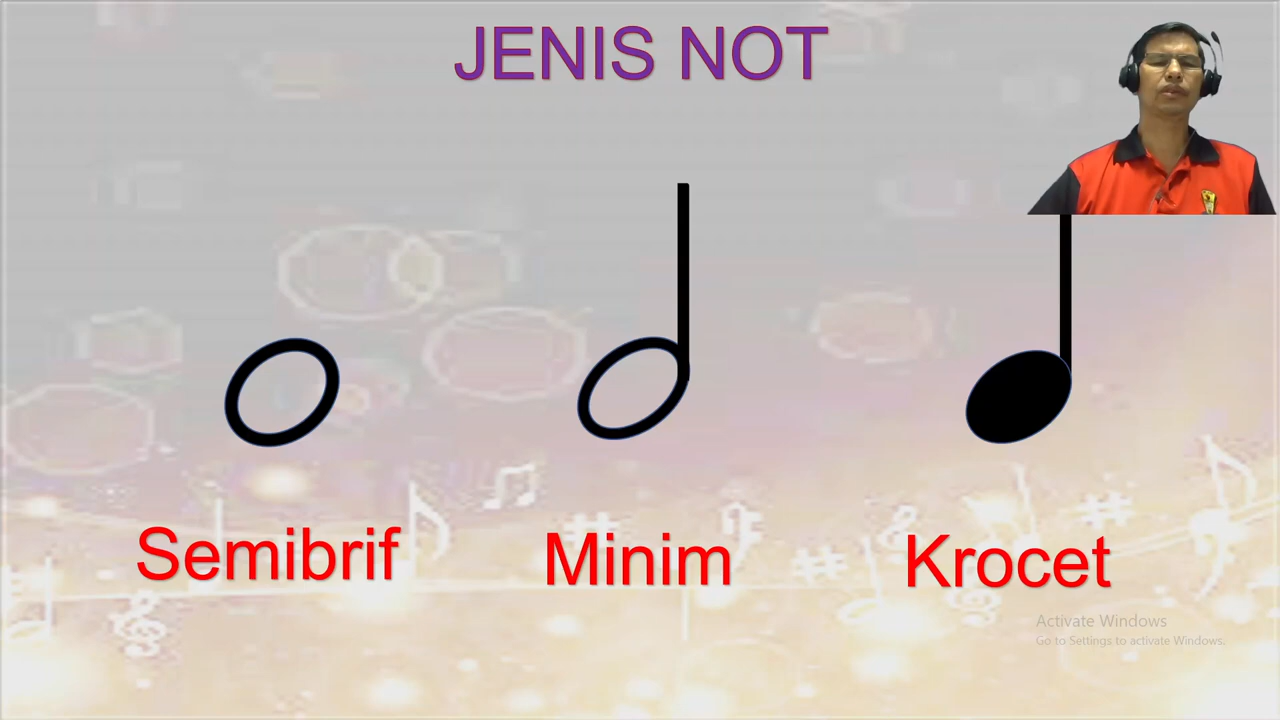 JENIS NOT
Semibrif
Minim
Krocet
Activate Windows
Go to Settings to activate Windows.